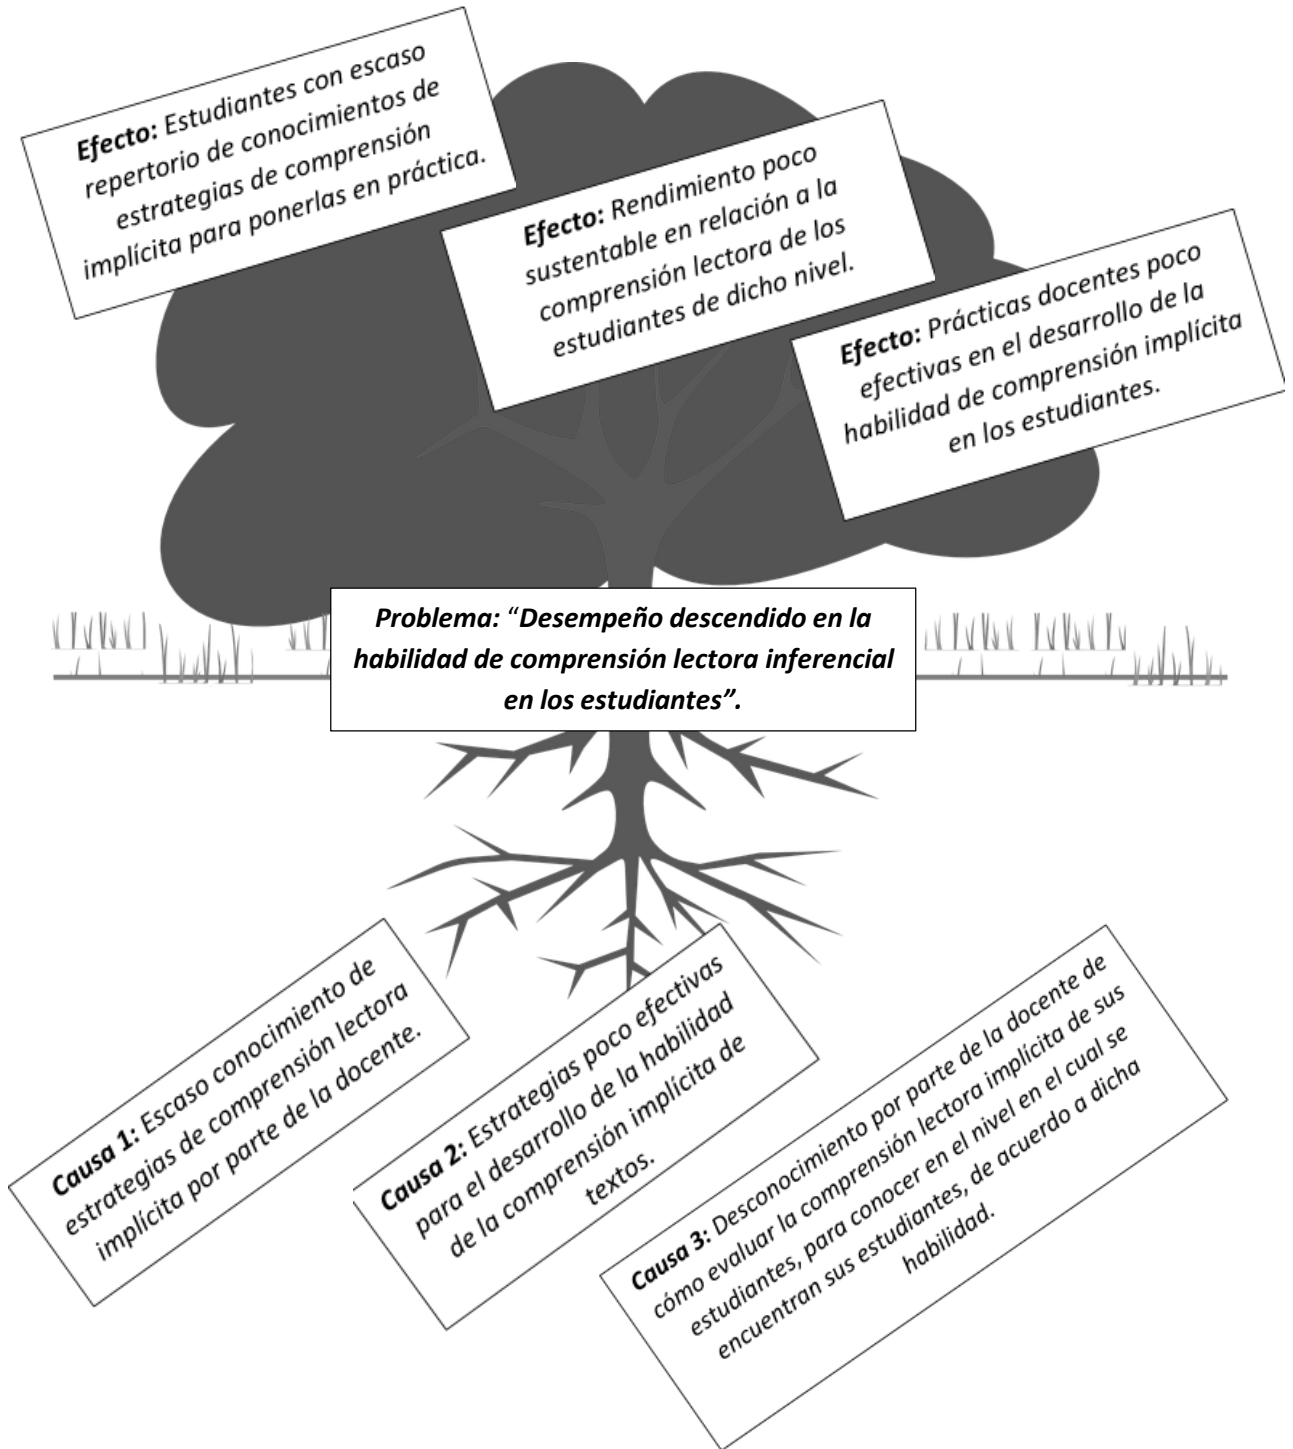 Efecto: Estudiantes con escaso
repertorio de conocimientos de
estrategias de comprensión
implícita para ponerlas en práctica.
Efecto: Rendimiento poco
sustentable en relación a la
comprensión lectora de los
estudiantes de dicho nivel.
Efecto: Prácticas docentes poco
efectivas en el desarrollo de la
habilidad de comprensión implícita
en los estudiantes.
Problema: “Desempeño descendido en la
habilidad de comprensión lectora inferencial
en los estudiantes”.
Causa 1: Escaso conocimiento de
estrategias de comprensión lectora
implícita por parte de la docente.
Causa 2: Estrategias poco efectivas
para el desarrollo de la habilidad
de la comprensión implícita de
textos.
Causa 3: Desconocimiento por parte de la docente de
cómo evaluar la comprensión lectora implícita de sus
estudiantes, para conocer en el nivel en el cual se
encuentran sus estudiantes, de acuerdo a dicha
habilidad.